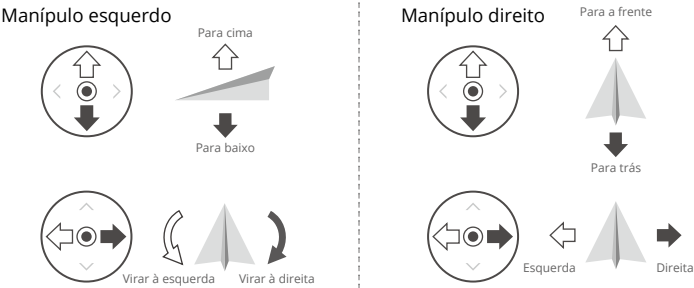 Manípulo esquerdo
Para cima
Para baixo
Virar à esquerda
Virar à direita
Manípulo direito
Para a frente
Para trás
Esquerda
Direita